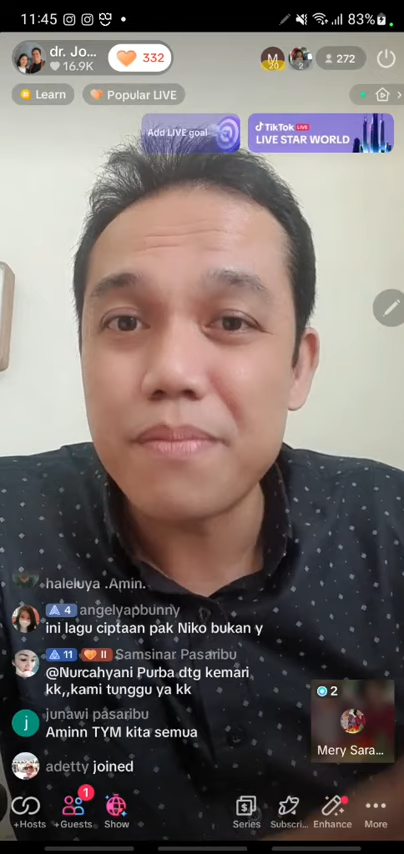 11:45
83%
dr. Jo...
16.9K
332
M
20
2
272
Learn
Popular LIVE
Add LIVE goal
TikTok LIVE
LIVE STAR WORLD
haleluya .Amin.
4 angelyapbunny
ini lagu ciptaan pak Niko bukan y
11 II Samsinar Pasaribu
@Nurcahyani Purba dtg kemari
kk,,kami tunggu ya kk
j
junawi pasaribu
Aminn TYM kita semua
adetty joined
2
Mery Sara...
1
+Hosts
+Guests
Show
Series
Subscri...
Enhance
More